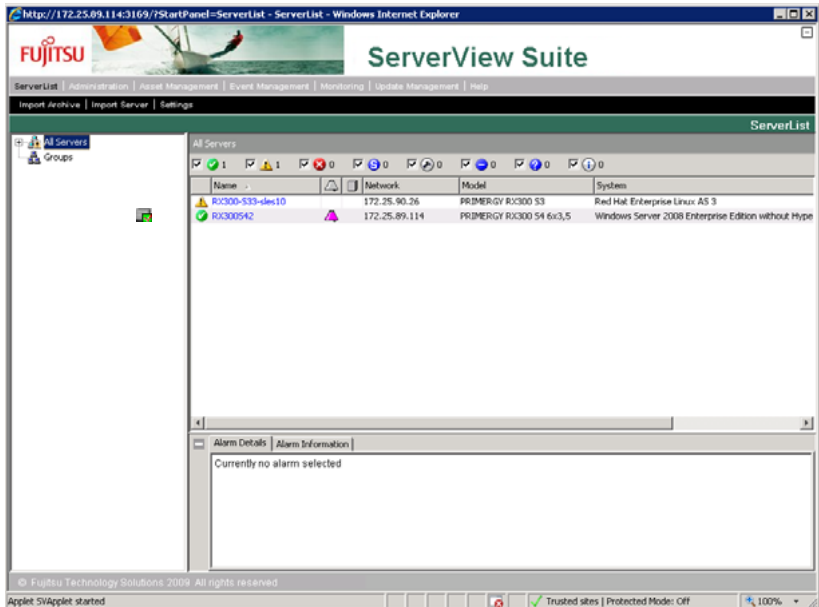 http://172.25.89.114:3169/?StartPanel=ServerList - ServerList - Windows Internet Explorer
FUJITSU
ServerView Suite
ServerList | Administration | Asset Management | Event Management | Monitoring | Update Management | Help
Import Archive | Import Server | Settings
ServerList
All Servers
Groups
All Servers
1 1 0 0 0 0 0 0
Name Network Model System
RX300-S33-sles10 172.25.90.26 PRIMERGY RX300 S3 Red Hat Enterprise Linux AS 3
RX300S42 172.25.89.114 PRIMERGY RX300 S4 6x3,5 Windows Server 2008 Enterprise Edition without Hype
Alarm Details Alarm Information
Currently no alarm selected
© Fujitsu Technology Solutions 2009 All rights reserved
Applet SVApplet started
Trusted sites | Protected Mode: Off
100%